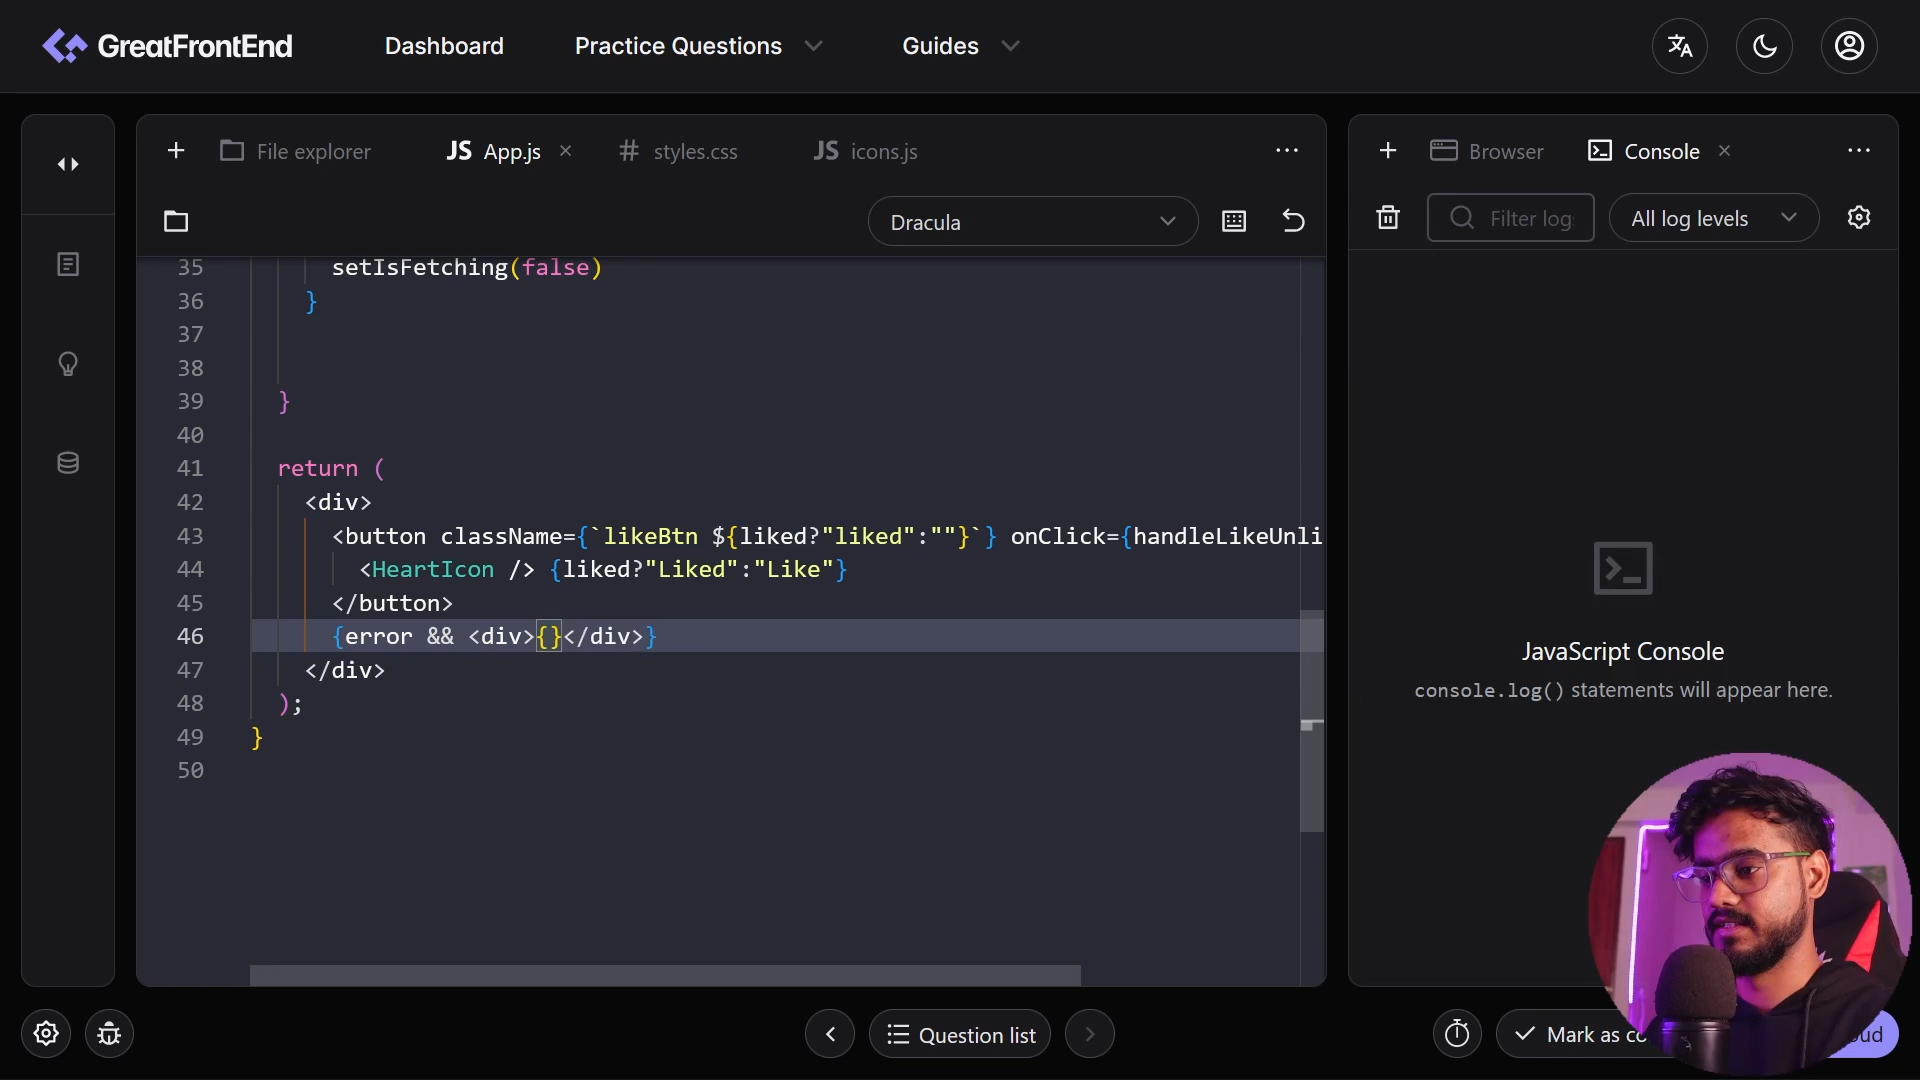 GreatFrontEnd
Dashboard
Practice Questions
Guides
File explorer
JS App.js
# styles.css
JS icons.js
Browser
Console
Dracula
Filter log
All log levels
35 setIsFetching(false)
36 }
37
38
39 }
40
41 return (
42 <div>
43 <button className={`likeBtn ${liked?"liked":""}`} onClick={handleLikeUnli
44 <HeartIcon /> {liked?"Liked":"Like"}
45 </button>
46 {error && <div>{}</div>}
47 </div>
48 );
49 }
50
JavaScript Console
console.log() statements will appear here.
Question list
Mark as co